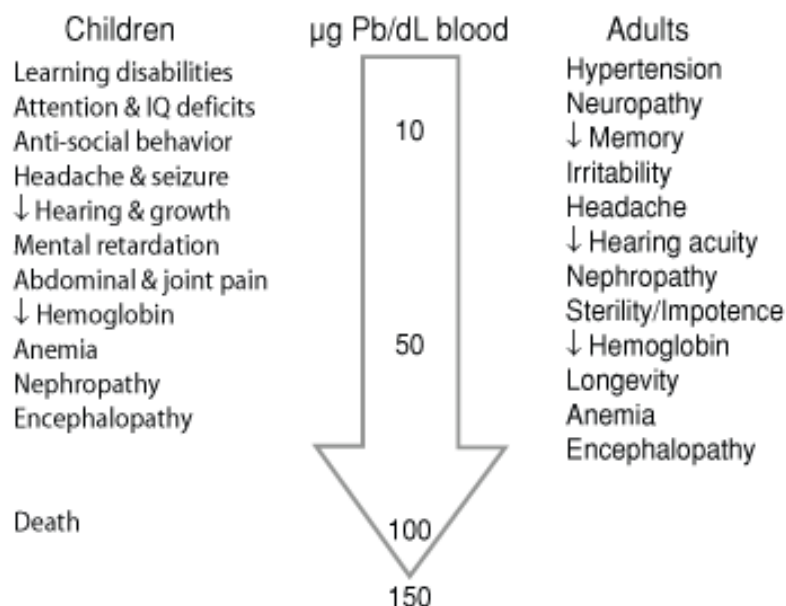 Children
Learning disabilities
Attention & IQ deficits
Anti-social behavior
Headache & seizure
↓ Hearing & growth
Mental retardation
Abdominal & joint pain
↓ Hemoglobin
Anemia
Nephropathy
Encephalopathy
Death
µg Pb/dL blood
10
50
100
150
Adults
Hypertension
Neuropathy
↓ Memory
Irritability
Headache
↓ Hearing acuity
Nephropathy
Sterility/Impotence
↓ Hemoglobin
Longevity
Anemia
Encephalopathy